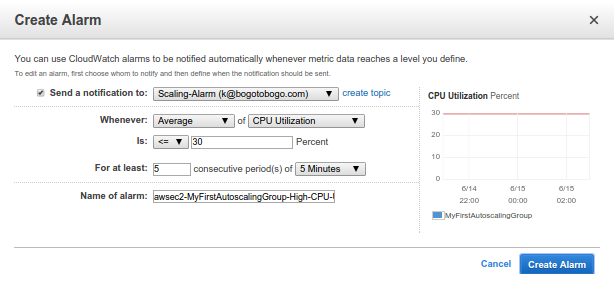 Create Alarm ×
You can use CloudWatch alarms to be notified automatically whenever metric data reaches a level you define.
To edit an alarm, first choose whom to notify and then define when the notification should be sent.
Send a notification to: Scaling-Alarm (k@bogotobogo.com) create topic
Whenever: Average of CPU Utilization
Is: <= 30 Percent
For at least: 5 consecutive period(s) of 5 Minutes
Name of alarm: awsec2-MyFirstAutoscalingGroup-High-CPU-
CPU Utilization Percent
30
20
10
0
6/14 6/15 6/15
22:00 00:00 02:00
MyFirstAutoscalingGroup
Cancel Create Alarm